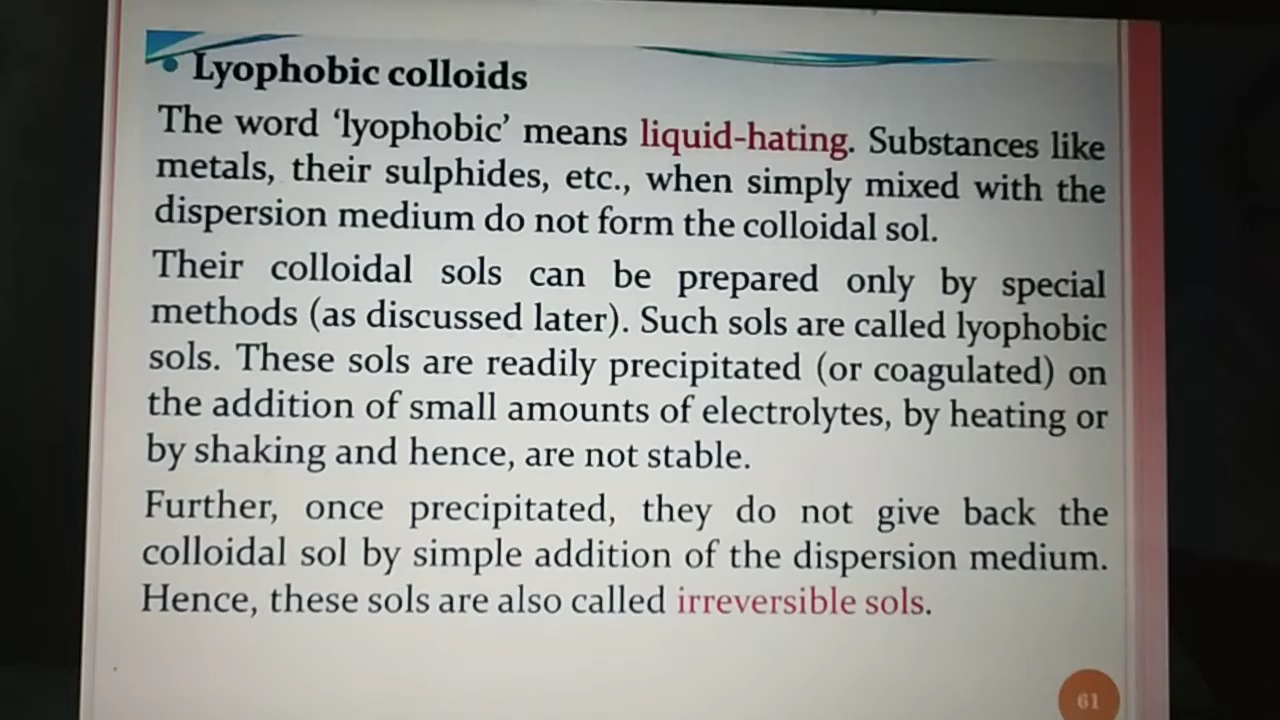 • Lyophobic colloids
The word ‘lyophobic’ means liquid-hating. Substances like
metals, their sulphides, etc., when simply mixed with the
dispersion medium do not form the colloidal sol.
Their colloidal sols can be prepared only by special
methods (as discussed later). Such sols are called lyophobic
sols. These sols are readily precipitated (or coagulated) on
the addition of small amounts of electrolytes, by heating or
by shaking and hence, are not stable.
Further, once precipitated, they do not give back the
colloidal sol by simple addition of the dispersion medium.
Hence, these sols are also called irreversible sols.
61